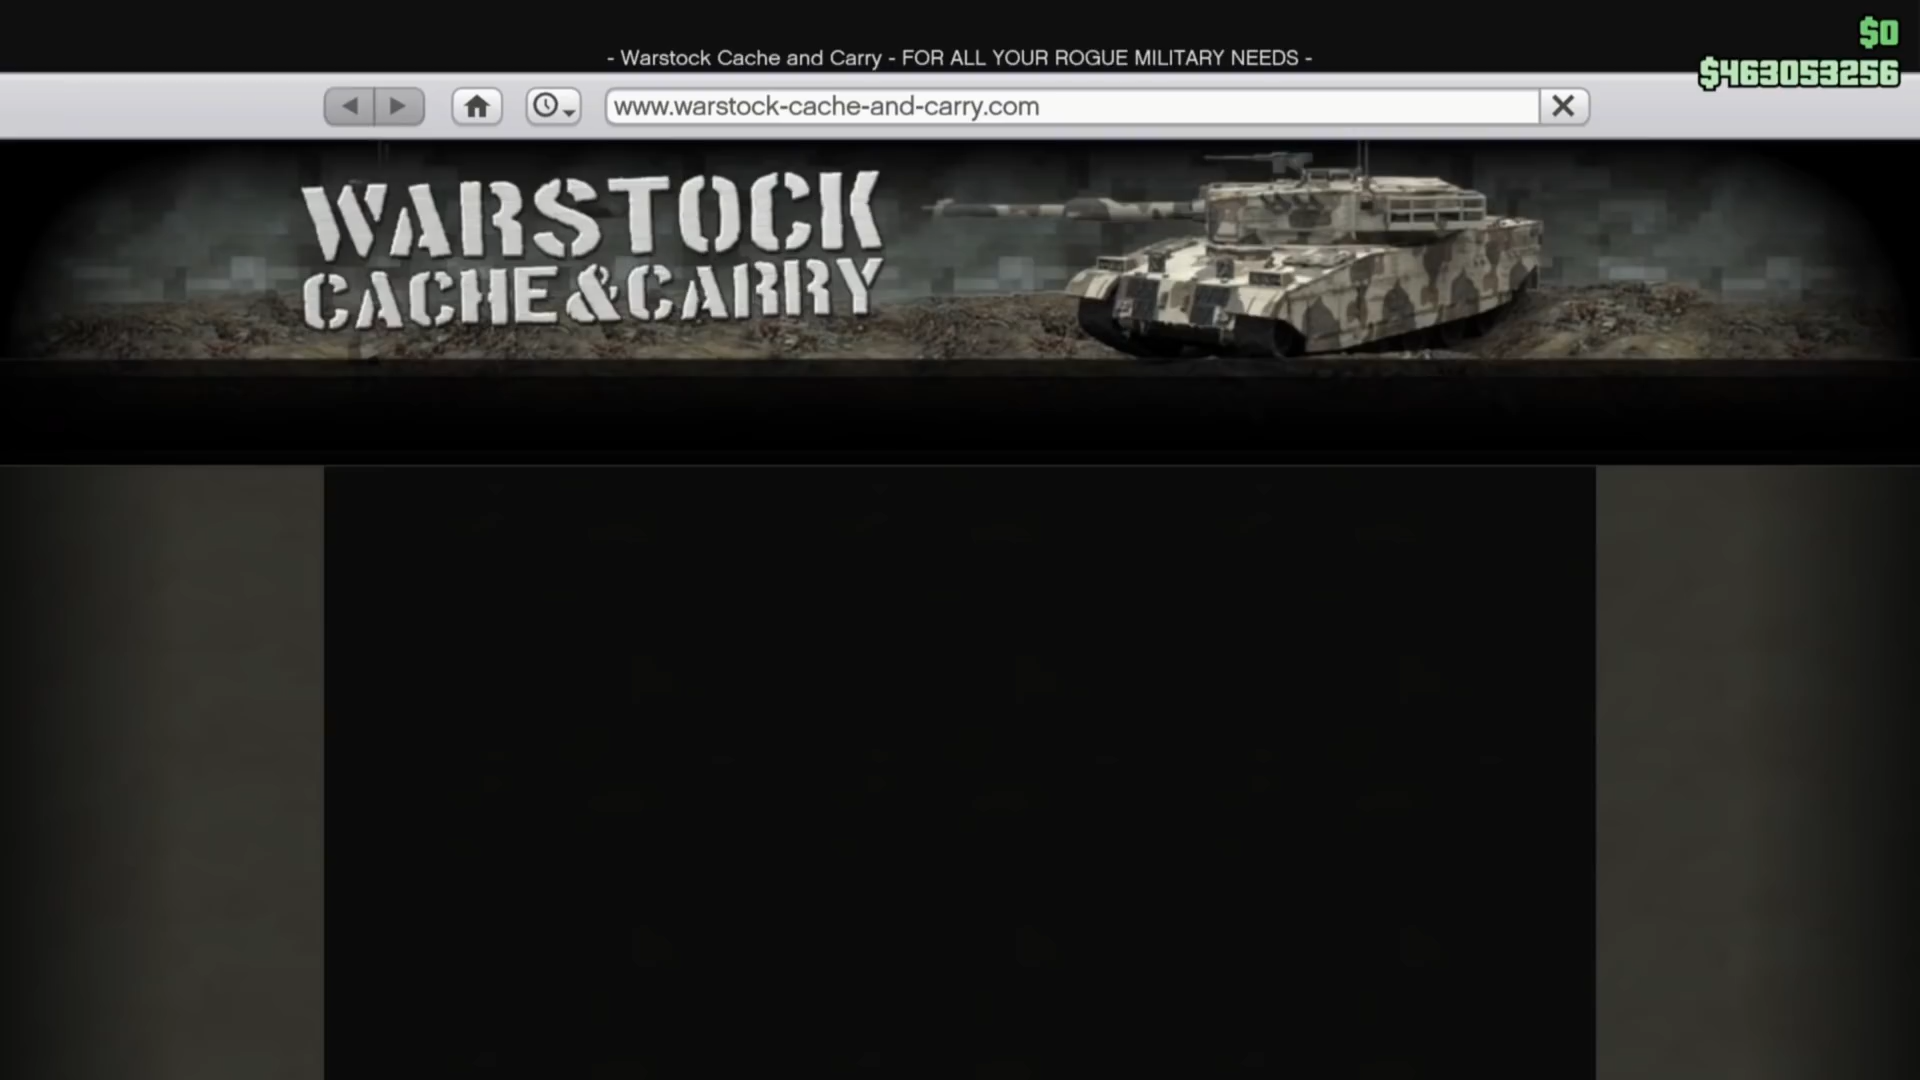 $0
- Warstock Cache and Carry - FOR ALL YOUR ROGUE MILITARY NEEDS -
$463053256
www.warstock-cache-and-carry.com
WARSTOCK
CACHE&CARRY